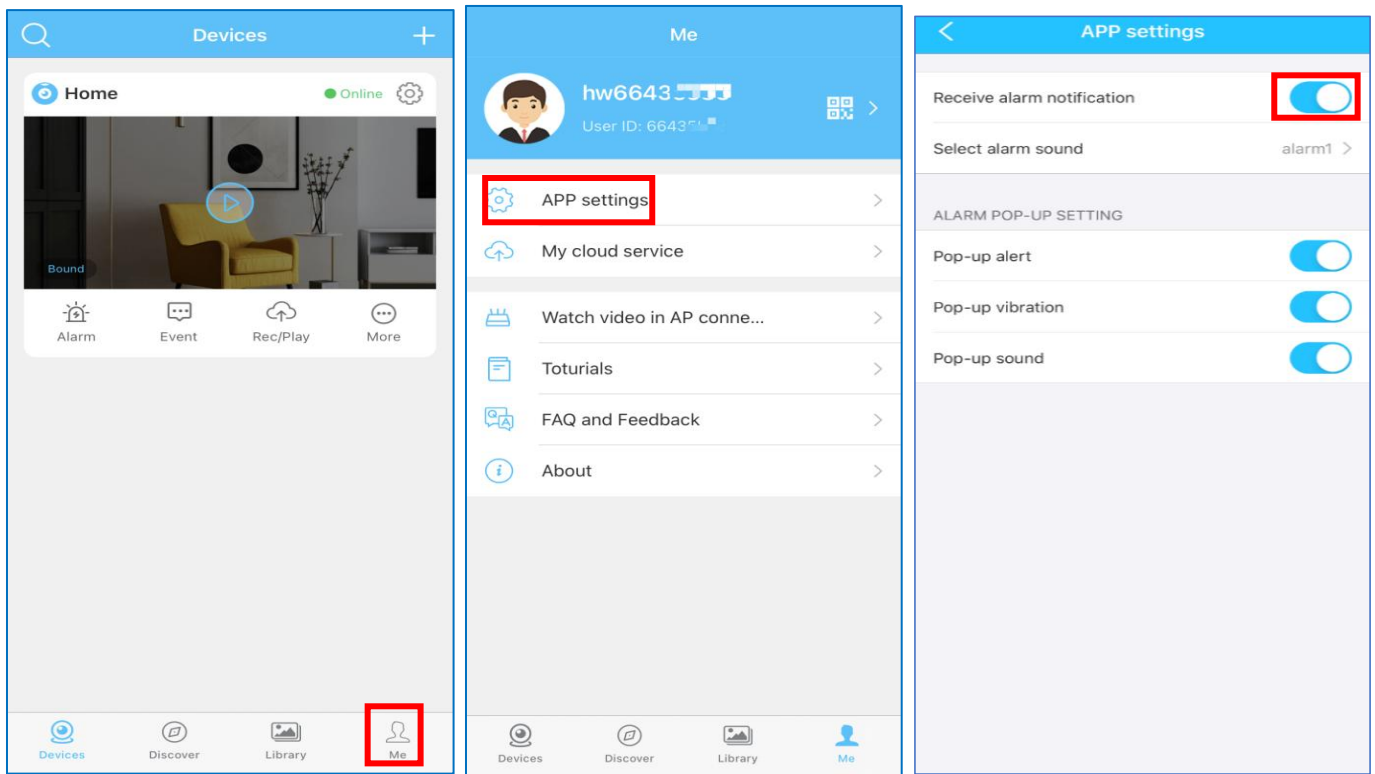 Devices
Home
Online
Bound
Alarm
Event
Rec/Play
More
Devices
Discover
Library
Me
Me
User ID:
APP settings
My cloud service
Watch video in AP conne...
Toturials
FAQ and Feedback
About
Devices
Discover
Library
Me
APP settings
Receive alarm notification
Select alarm sound
alarm1
ALARM POP-UP SETTING
Pop-up alert
Pop-up vibration
Pop-up sound